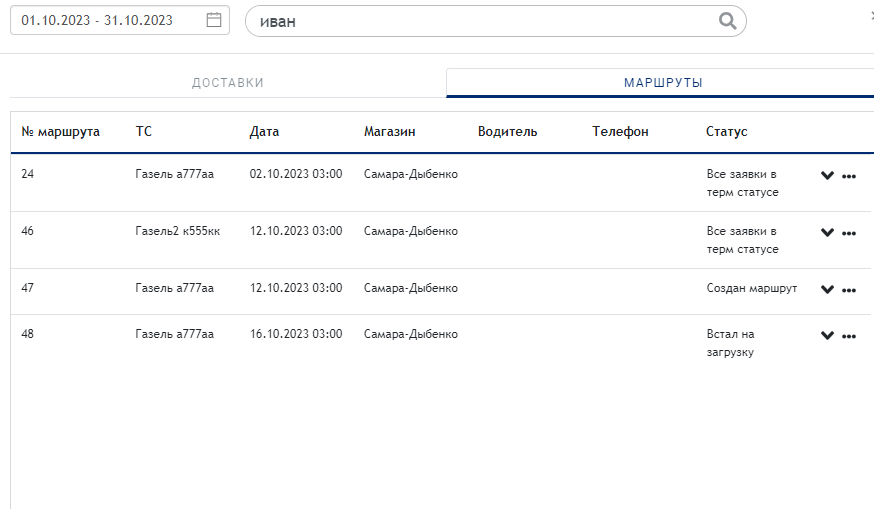 01.10.2023 - 31.10.2023
иван
ДОСТАВКИ
МАРШРУТЫ
№ маршрута ТС Дата Магазин Водитель Телефон Статус
24 Газель а777аа 02.10.2023 03:00 Самара-Дыбенко Все заявки в
терм статусе
46 Газель2 к555кк 12.10.2023 03:00 Самара-Дыбенко Все заявки в
терм статусе
47 Газель а777аа 12.10.2023 03:00 Самара-Дыбенко Создан маршрут
48 Газель а777аа 16.10.2023 03:00 Самара-Дыбенко Встал на
загрузку